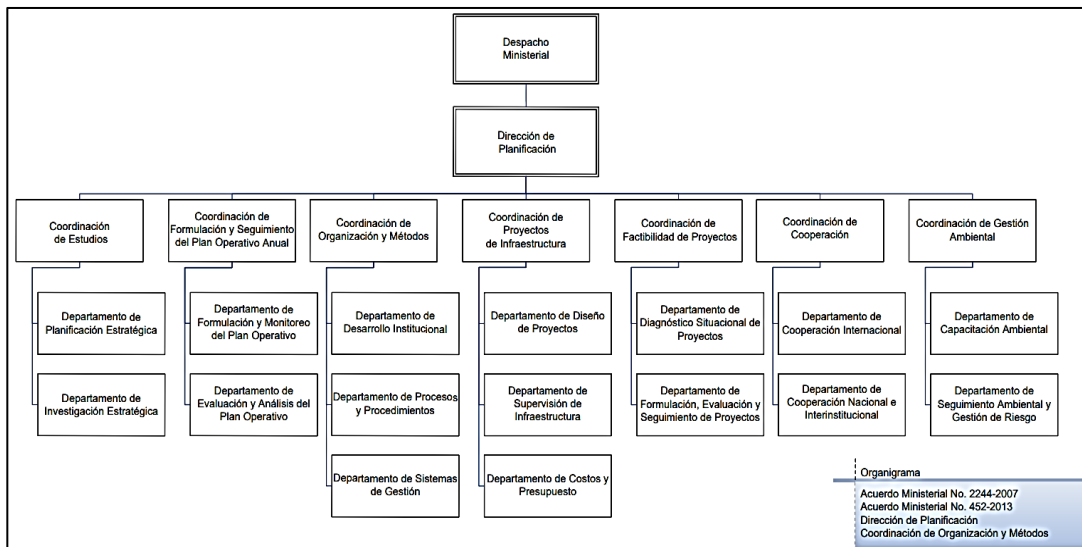 Despacho
Ministerial
Dirección de
Planificación
Coordinación
de Estudios
Coordinación de
Formulación y Seguimiento
del Plan Operativo Anual
Coordinación de
Organización y Métodos
Coordinación de
Proyectos
de Infraestructura
Coordinación de
Factibilidad de Proyectos
Coordinación de
Cooperación
Coordinación de Gestión
Ambiental
Departamento de
Planificación Estratégica
Departamento de
Formulación y Monitoreo
del Plan Operativo
Departamento de
Desarrollo Institucional
Departamento de Diseño
de Proyectos
Departamento de
Diagnóstico Situacional de
Proyectos
Departamento de
Cooperación Internacional
Departamento de
Capacitación Ambiental
Departamento de
Investigación Estratégica
Departamento de
Evaluación y Análisis del
Plan Operativo
Departamento de Procesos
y Procedimientos
Departamento de
Supervisión de
Infraestructura
Departamento de
Formulación, Evaluación y
Seguimiento de Proyectos
Departamento de
Cooperación Nacional e
Interinstitucional
Departamento de
Seguimiento Ambiental y
Gestión de Riesgo
Departamento de Sistemas
de Gestión
Departamento de Costos y
Presupuesto
Organigrama
Acuerdo Ministerial No. 2244-2007
Acuerdo Ministerial No. 452-2013
Dirección de Planificación
Coordinación de Organización y Métodos